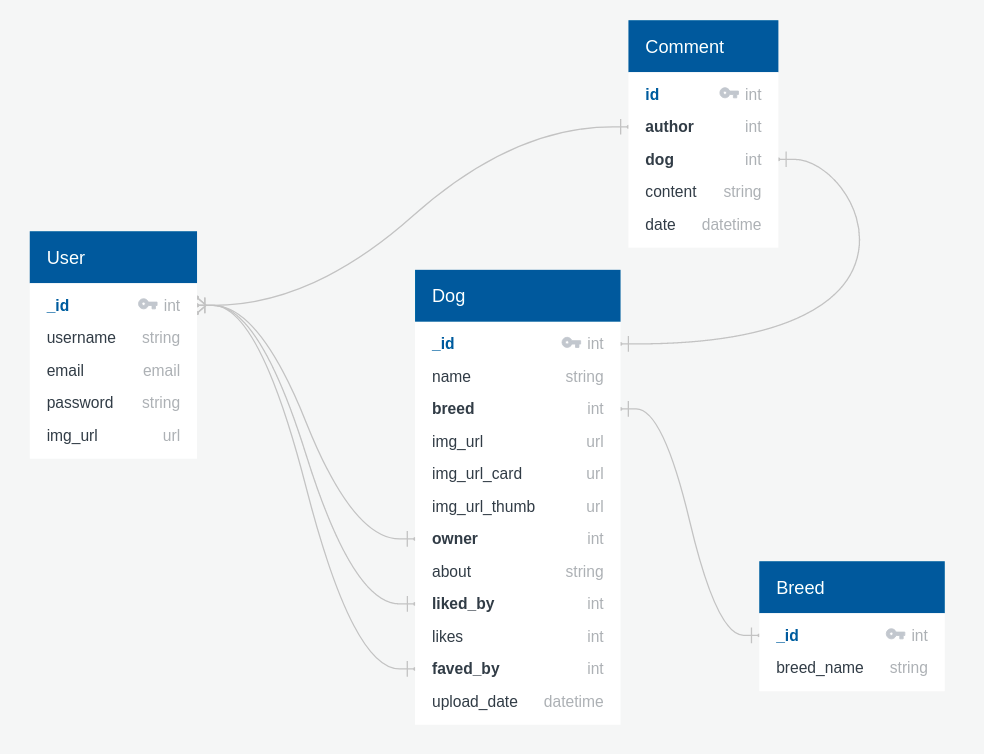 Comment
id int
author int
dog int
content string
date datetime
User
_id int
username string
email email
password string
img_url url
Dog
_id int
name string
breed int
img_url url
img_url_card url
img_url_thumb url
owner int
about string
liked_by int
likes int
faved_by int
upload_date datetime
Breed
_id int
breed_name string